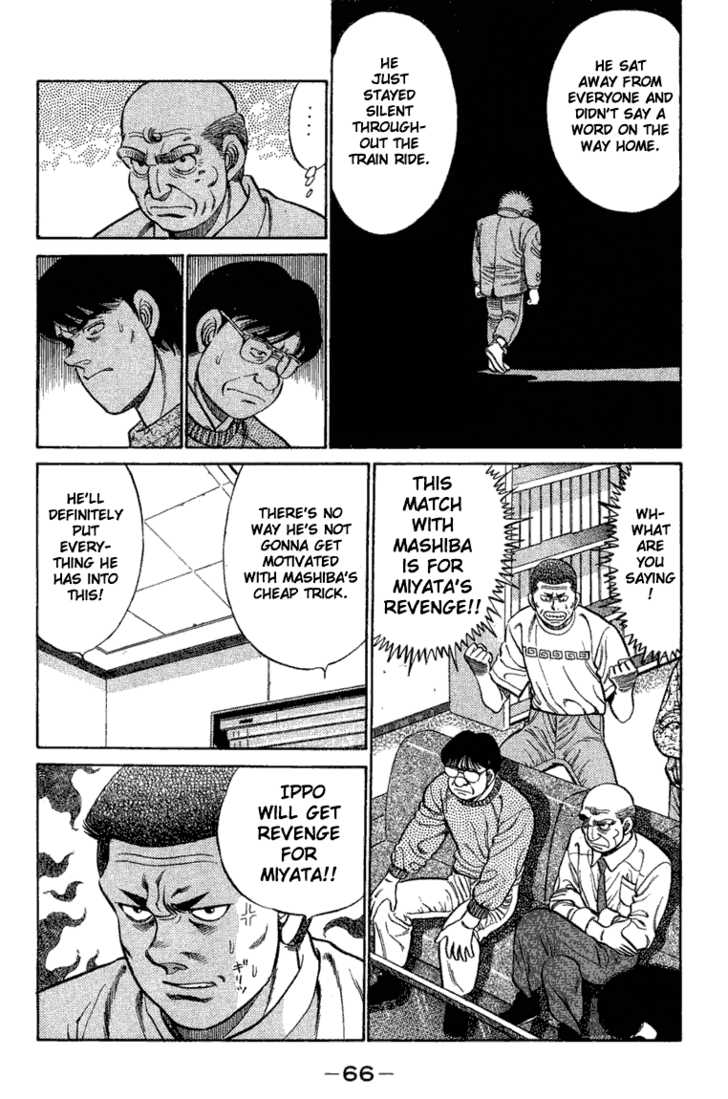 HE SAT
AWAY FROM
EVERYONE AND
DIDN'T SAY A
WORD ON THE
WAY HOME.
HE
JUST
STAYED
SILENT
THROUGH-
OUT THE
TRAIN RIDE.
...
WH-
WHAT
ARE
YOU
SAYING
!
THIS
MATCH
WITH
MASHIBA
IS FOR
MIYATA'S
REVENGE!!
THERE'S NO
WAY HE'S NOT
GONNA GET
MOTIVATED
WITH MASHIBA'S
CHEAP TRICK.
HE'LL
DEFINITELY
PUT
EVERY-
THING HE
HAS INTO
THIS!
IPPO
WILL GET
REVENGE
FOR
MIYATA!!
ギリッ
-66-